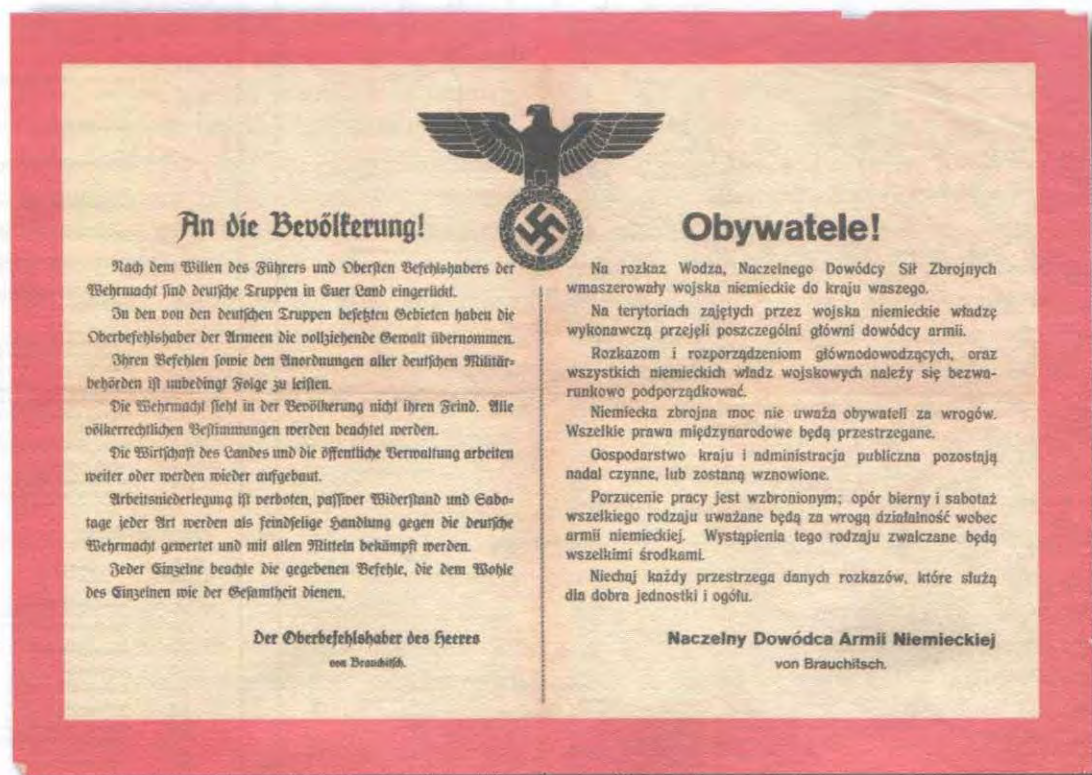 An die Bevölkerung!
Nach dem Willen des Führers und Obersten Befehlshabers der
Wehrmacht sind deutsche Truppen in Euer Land eingerückt.
In den von den deutschen Truppen besetzten Gebieten haben die
Oberbefehlshaber der Armeen die vollziehende Gewalt übernommen.
Ihren Befehlen sowie den Anordnungen aller deutschen Militär-
behörden ist unbedingt Folge zu leisten.
Die Wehrmacht sieht in der Bevölkerung nicht ihren Feind. Alle
völkerrechtlichen Bestimmungen werden beachtet werden.
Die Wirtschaft des Landes und die öffentliche Verwaltung arbeiten
weiter oder werden wieder aufgebaut.
Arbeitsniederlegung ist verboten, passiver Widerstand und Sabo-
tage jeder Art werden als feindselige Handlung gegen die deutsche
Wehrmacht gewertet und mit allen Mitteln bekämpft werden.
Jeder Einzelne beachte die gegebenen Befehle, die dem Wohle
des Einzelnen wie der Gesamtheit dienen.
Der Oberbefehlshaber des Heeres
von Brauchitsch.
Obywatele!
Na rozkaz Wodza, Naczelnego Dowódcy Sił Zbrojnych
wmaszerowały wojska niemieckie do kraju waszego.
Na terytoriach zajętych przez wojska niemieckie władzę
wykonawczą przejęli poszczególni główni dowódcy armii.
Rozkazom i rozporządzeniom głównodowodzących, oraz
wszystkich niemieckich władz wojskowych należy się bezwa-
runkowo podporządkować.
Niemiecka zbrojna moc nie uważa obywateli za wrogów.
Wszelkie prawa międzynarodowe będą przestrzegane.
Gospodarstwo kraju i administracja publiczna pozostają
nadal czynne, lub zostaną wznowione.
Porzucenie pracy jest wzbronionym; opór bierny i sabotaż
wszelkiego rodzaju uważane będą za wrogą działalność wobec
armii niemieckiej. Wystąpienia tego rodzaju zwalczane będą
wszelkimi środkami.
Niechaj każdy przestrzega danych rozkazów, które służą
dla dobra jednostki i ogółu.
Naczelny Dowódca Armii Niemieckiej
von Brauchitsch.